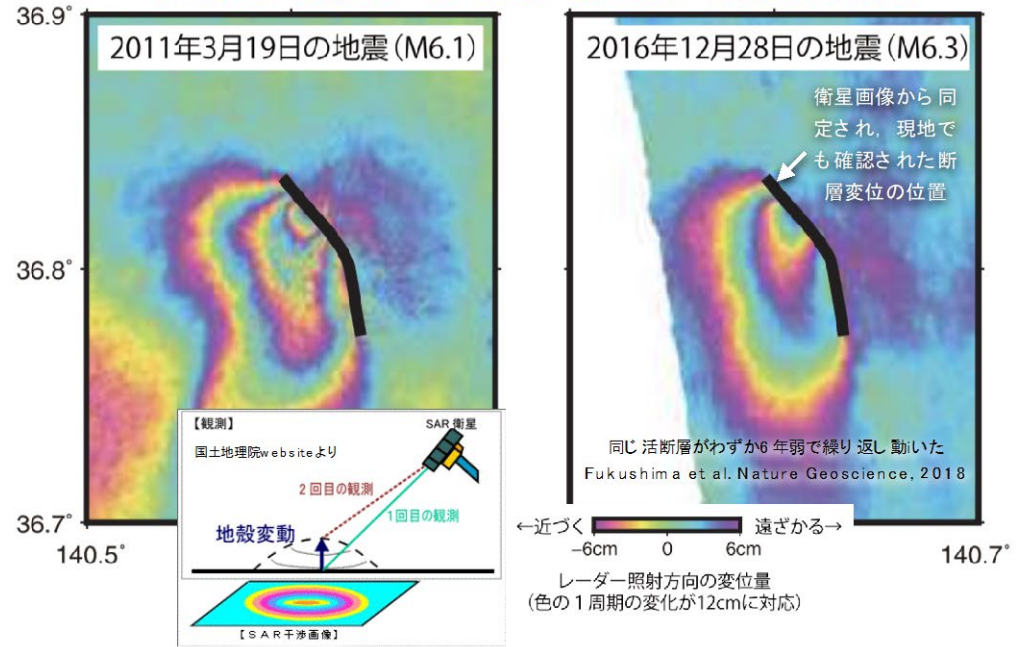 36.9°
2011年3月19日の地震(M6.1)
2016年12月28日の地震(M6.3)
衛星画像から同
定され，現地で
も確認された断
層変位の位置
36.8°
【観測】
SAR衛星
国土地理院websiteより
2回目の観測
1回目の観測
地殻変動
【SAR干渉画像】
同じ活断層がわずか6年弱で繰り返し動いた
Fukushima et al. Nature Geoscience, 2018
36.7°
140.5°
140.7°
←近づく 遠ざかる→
−6cm 0 6cm
レーダー照射方向の変位量
(色の1周期の変化が12cmに対応)